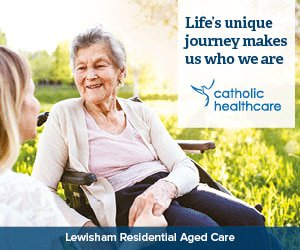 Life's unique
journey makes
us who we are
catholic
healthcare
Lewisham Residential Aged Care